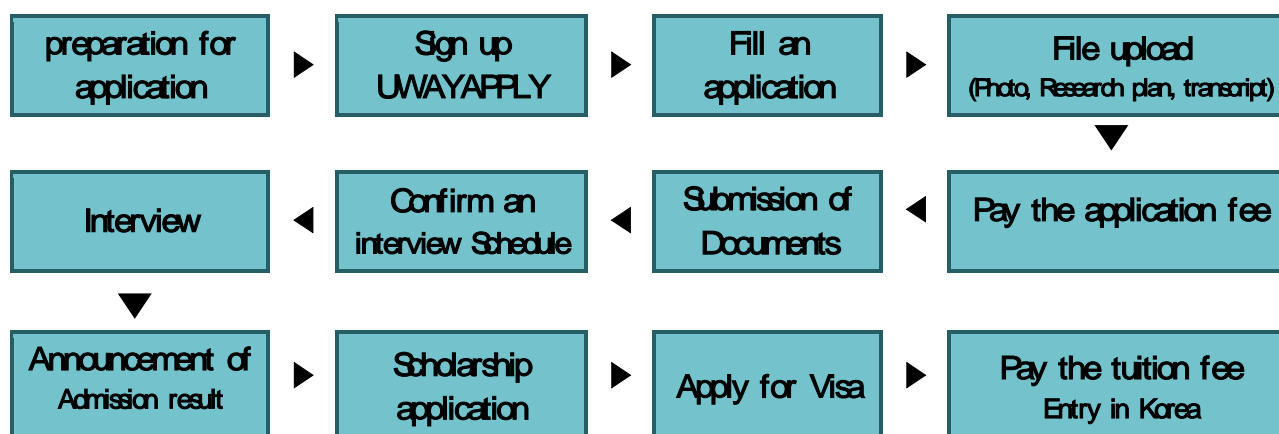 preparation for
application
Sign up
UWAYAPPLY
Fill an
application
File upload
(Photo, Research plan, transcript)
Pay the application fee
Submission of
Documents
Confirm an
interview Schedule
Interview
Announcement of
Admission result
Scholarship
application
Apply for Visa
Pay the tuition fee
Entry in Korea